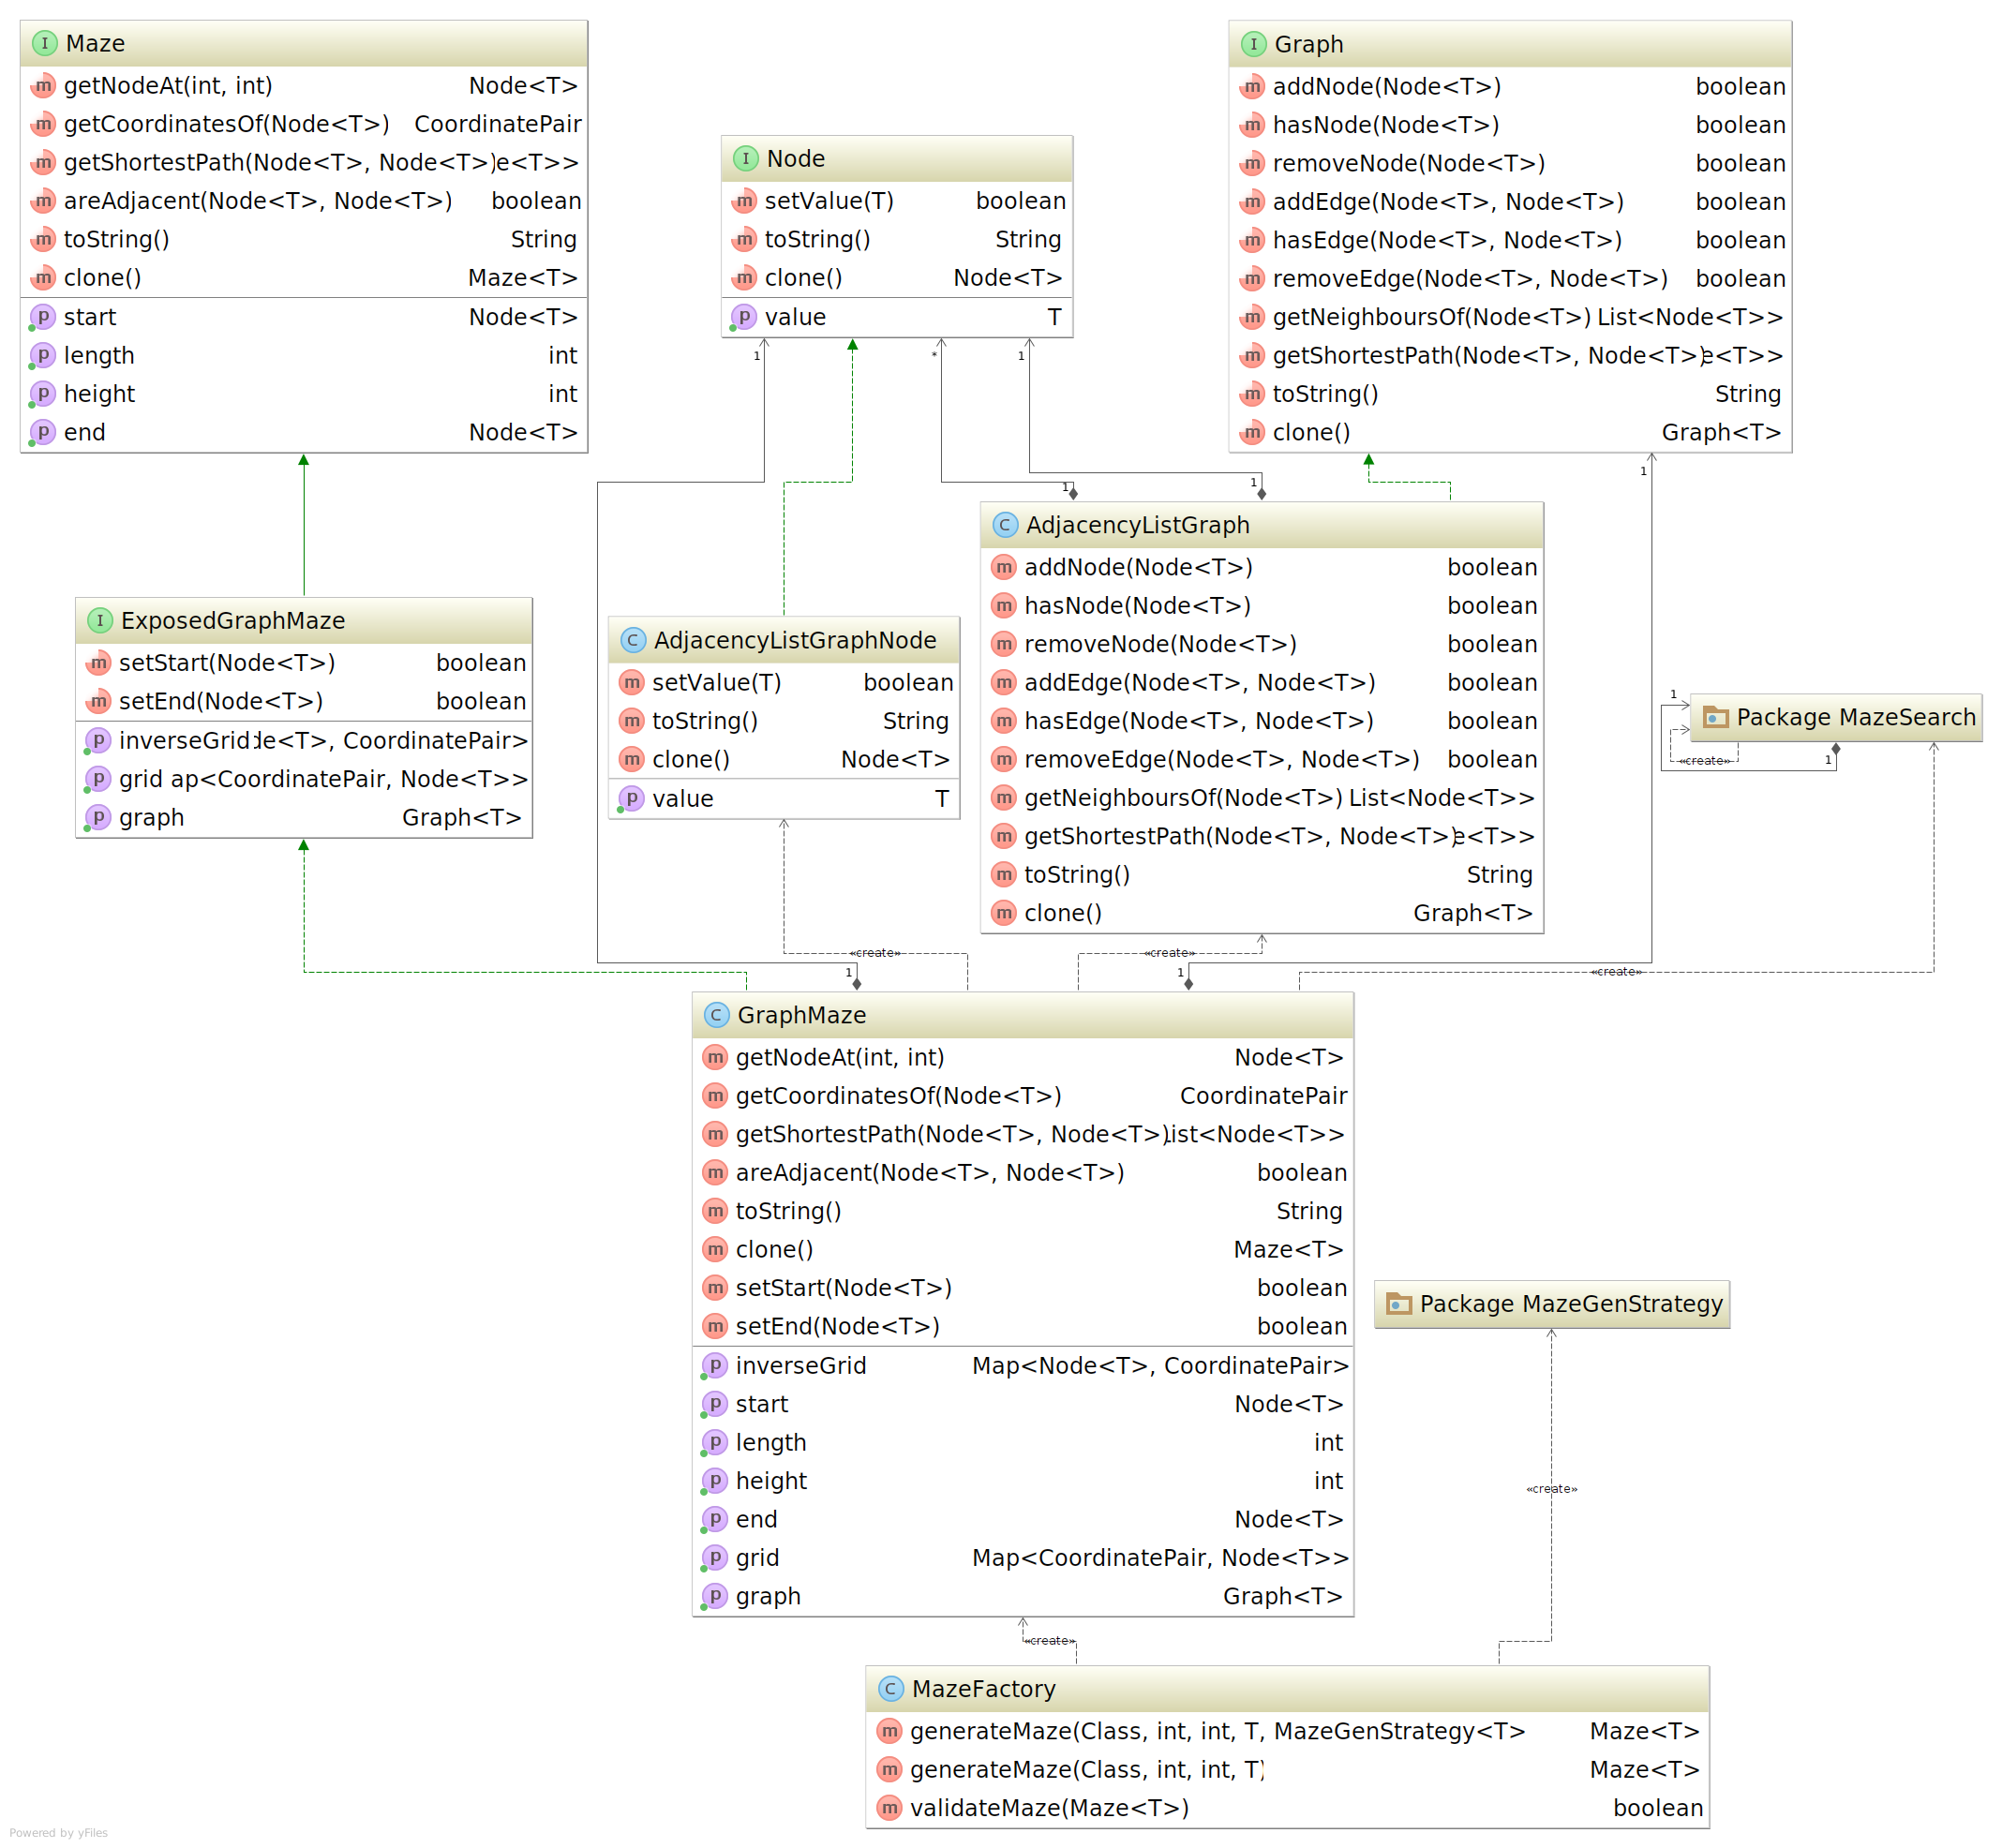 I Maze
m getNodeAt(int, int) Node<T>
m getCoordinatesOf(Node<T>) CoordinatePair
m getShortestPath(Node<T>, Node<T>) e<T>>
m areAdjacent(Node<T>, Node<T>) boolean
m toString() String
m clone() Maze<T>
p start Node<T>
p length int
p height int
p end Node<T>
I Node
m setValue(T) boolean
m toString() String
m clone() Node<T>
p value T
I Graph
m addNode(Node<T>) boolean
m hasNode(Node<T>) boolean
m removeNode(Node<T>) boolean
m addEdge(Node<T>, Node<T>) boolean
m hasEdge(Node<T>, Node<T>) boolean
m removeEdge(Node<T>, Node<T>) boolean
m getNeighboursOf(Node<T>) List<Node<T>>
m getShortestPath(Node<T>, Node<T>) e<T>>
m toString() String
m clone() Graph<T>
1
*
1
1
1
1
I ExposedGraphMaze
m setStart(Node<T>) boolean
m setEnd(Node<T>) boolean
p inverseGrid de<T>, CoordinatePair>
p grid ap<CoordinatePair, Node<T>>
p graph Graph<T>
C AdjacencyListGraphNode
m setValue(T) boolean
m toString() String
m clone() Node<T>
p value T
C AdjacencyListGraph
m addNode(Node<T>) boolean
m hasNode(Node<T>) boolean
m removeNode(Node<T>) boolean
m addEdge(Node<T>, Node<T>) boolean
m hasEdge(Node<T>, Node<T>) boolean
m removeEdge(Node<T>, Node<T>) boolean
m getNeighboursOf(Node<T>) List<Node<T>>
m getShortestPath(Node<T>, Node<T>) e<T>>
m toString() String
m clone() Graph<T>
1
Package MazeSearch
«create»
1
«create»
«create»
1
1
«create»
C GraphMaze
m getNodeAt(int, int) Node<T>
m getCoordinatesOf(Node<T>) CoordinatePair
m getShortestPath(Node<T>, Node<T>) ist<Node<T>>
m areAdjacent(Node<T>, Node<T>) boolean
m toString() String
m clone() Maze<T>
m setStart(Node<T>) boolean
m setEnd(Node<T>) boolean
p inverseGrid Map<Node<T>, CoordinatePair>
p start Node<T>
p length int
p height int
p end Node<T>
p grid Map<CoordinatePair, Node<T>>
p graph Graph<T>
Package MazeGenStrategy
«create»
«create»
C MazeFactory
m generateMaze(Class, int, int, T, MazeGenStrategy<T> Maze<T>
m generateMaze(Class, int, int, T) Maze<T>
m validateMaze(Maze<T>) boolean
Powered by yFiles